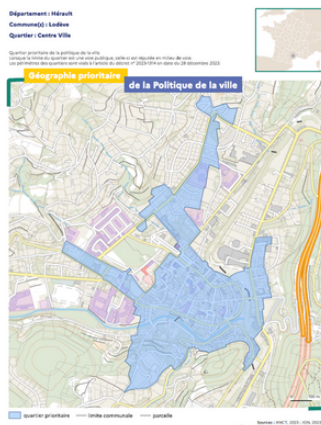 Département : Hérault
Commune(s) : Lodève
Quartier : Centre Ville
Quartier prioritaire de la politique de la ville
Lorsque la limite du quartier est une voie publique, celle-ci est réputée en milieu de voie.
Les périmètres des quartiers sont visés à l'article du décret n° 2023-1314 en date du 28 décembre 2023.
Géographie prioritaire
de la Politique de la ville
quartier prioritaire
limite communale
parcelle
Sources : ANCT, 2023 ; IGN, 2023